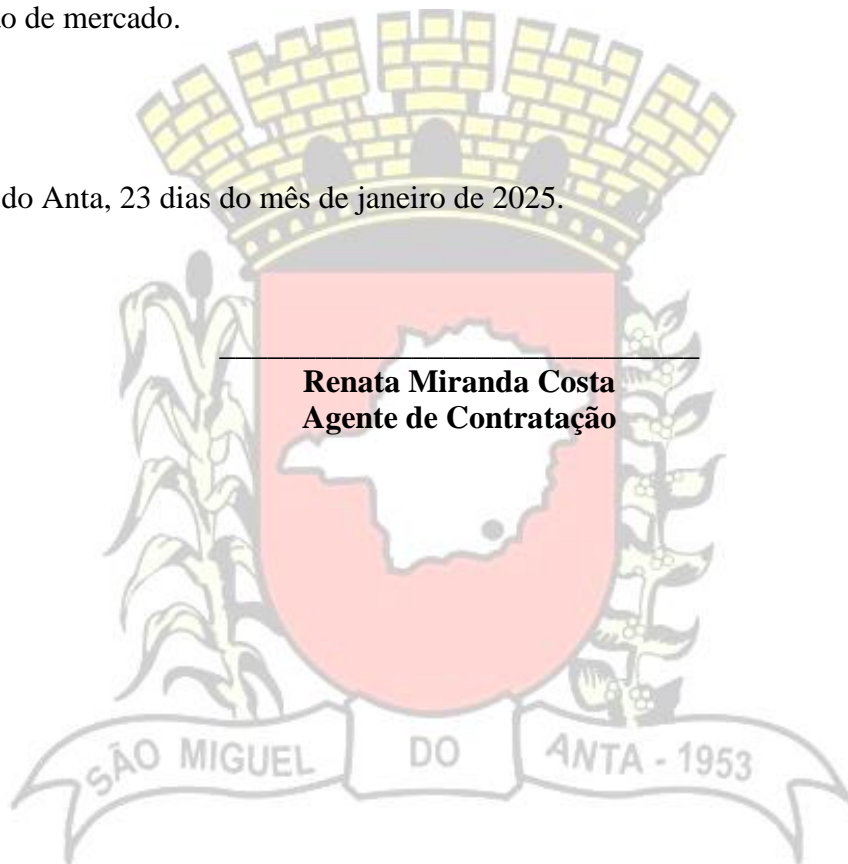 o de mercado.
do Anta, 23 dias do mês de janeiro de 2025.
Renata Miranda Costa
Agente de Contratação
SÃO MIGUEL DO ANTA - 1953